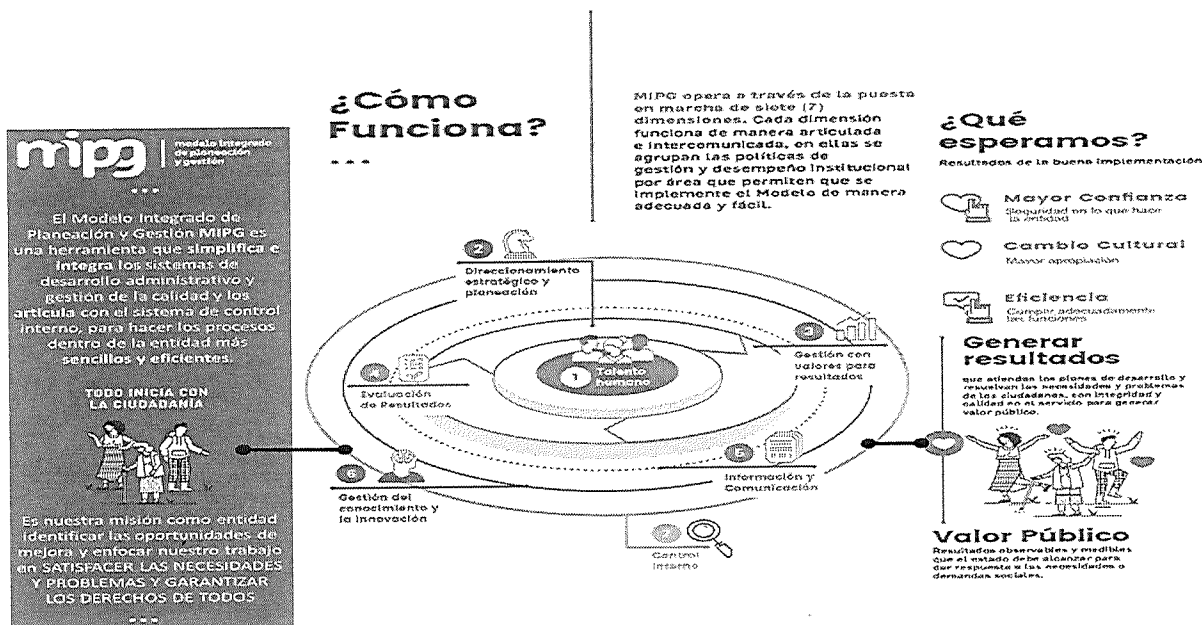 mipg
modelo integrado
de planeación
y gestión
El Modelo Integrado de
Planeación y Gestión MIPG es
una herramienta que simplifica e
integra los sistemas de
desarrollo administrativo y
gestión de la calidad y los
articula con el sistema de control
interno, para hacer los procesos
dentro de la entidad más
sencillos y eficientes.
TODO INICIA CON
LA CIUDADANÍA
Es nuestra misión como entidad
identificar las oportunidades de
mejora y enfocar nuestro trabajo
en SATISFACER LAS NECESIDADES
Y PROBLEMAS Y GARANTIZAR
LOS DERECHOS DE TODOS
¿Cómo
Funciona?
MIPG opera a través de la puesta
en marcha de siete (7)
dimensiones. Cada dimensión
funciona de manera articulada
e intercomunicada, en ellas se
agrupan las políticas de
gestión y desempeño institucional
por área que permiten que se
implemente el Modelo de manera
adecuada y fácil.
2
Direccionamiento
estratégico y
planeación
1
Talento
humano
3
Gestión con
valores para
resultados
4
Evaluación
de Resultados
5
Información y
Comunicación
6
Gestión del
conocimiento y
la innovación
7
Control
Interno
¿Qué
esperamos?
Resultados de la buena implementación
Mayor Confianza
Seguridad en lo que hace
la entidad
Cambio Cultural
Mayor apropiación
Eficiencia
Cumplir adecuadamente
las funciones
Generar
resultados
que atiendan los planes de desarrollo y
resuelvan las necesidades y problemas
de los ciudadanos, con integridad y
calidad en el servicio para generar
valor público.
Valor Público
Resultados observables y medibles
que el estado debe alcanzar para
dar respuesta a las necesidades o
demandas sociales.